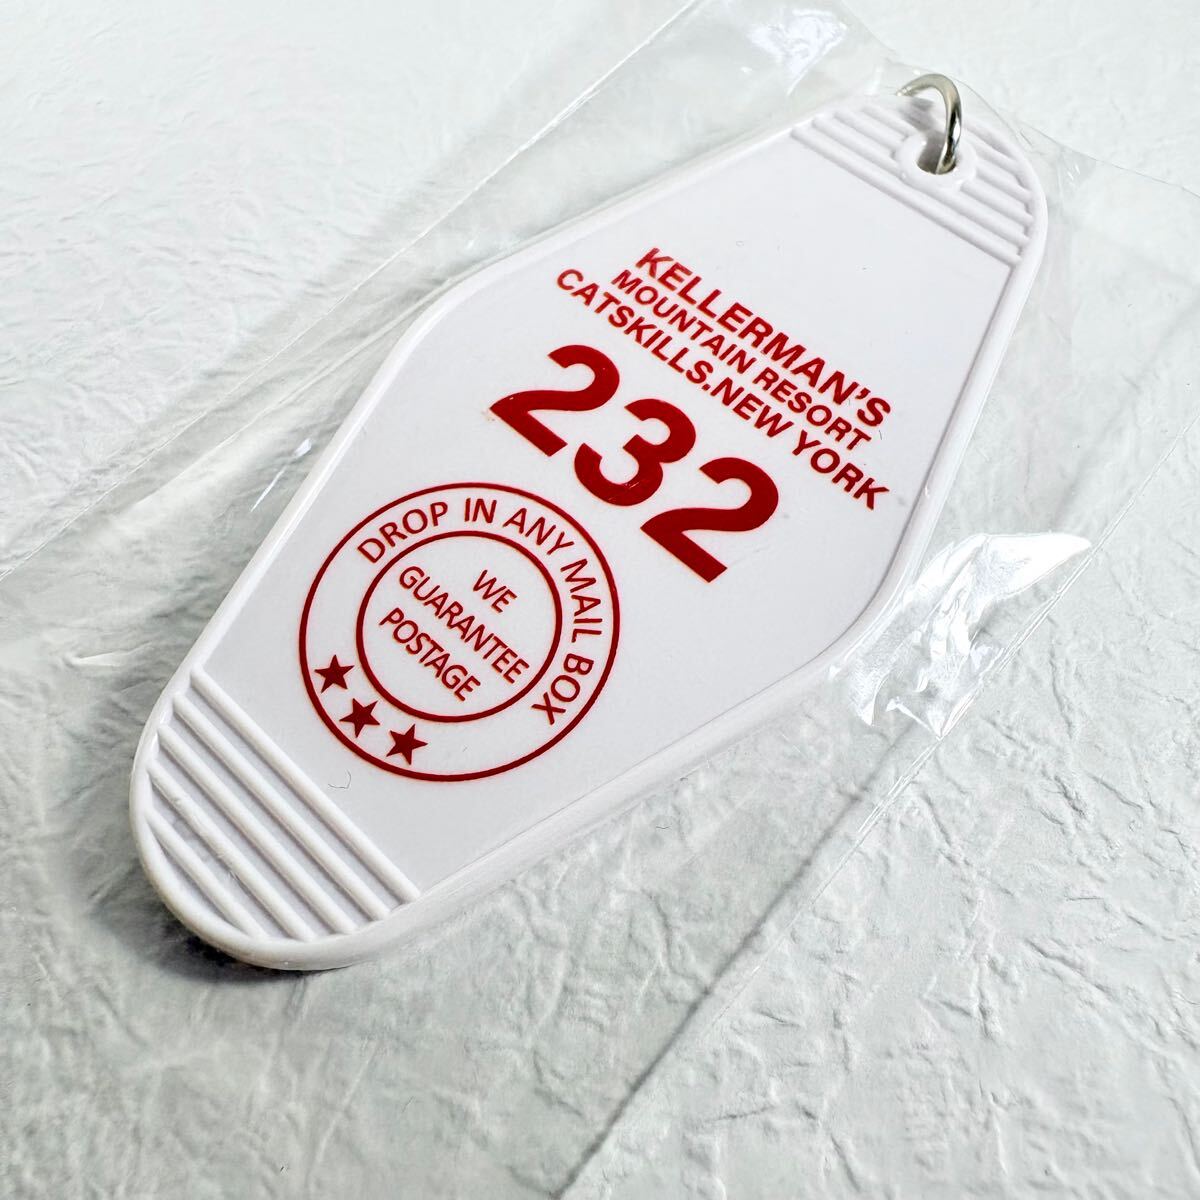 KELLERMAN'S
MOUNTAIN RESORT
CATSKILLS.NEW YORK
232
DROP IN ANY MAIL BOX
WE
GUARANTEE
POSTAGE